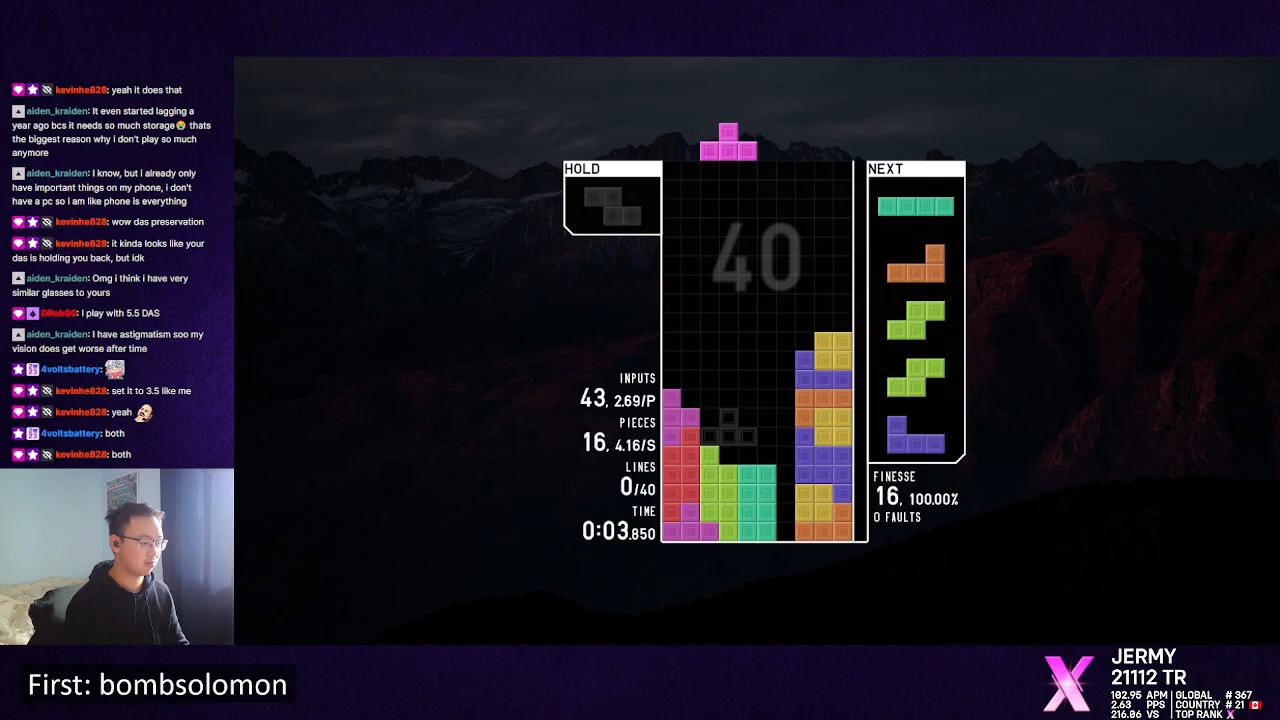 kevinhe828: yeah it does that
aiden_kraiden: It even started lagging a
year ago bcs it needs so much storage😭 thats
the biggest reason why i don't play so much
anymore
aiden_kraiden: I know, but i already only
have important things on my phone, i don't
have a pc so i am like phone is everything
kevinhe828: wow das preservation
kevinhe828: it kinda looks like your
das is holding you back, but idk
aiden_kraiden: Omg i think i have very
similar glasses to yours
DRobGG: I play with 5.5 DAS
aiden_kraiden: I have astigmatism soo my
vision does get worse after time
4voltsbattery:
kevinhe828: set it to 3.5 like me
kevinhe828: yeah
4voltsbattery: both
kevinhe828: both
HOLD
40
NEXT
INPUTS
43, 2.69/P
PIECES
16, 4.16/S
LINES
0/40
TIME
0:03.850
FINESSE
16, 100.00%
0 FAULTS
First: bombsolomon
X
JERMY
21112 TR
102.95 APM | GLOBAL # 367
2.63 PPS | COUNTRY # 21
216.06 VS | TOP RANK X